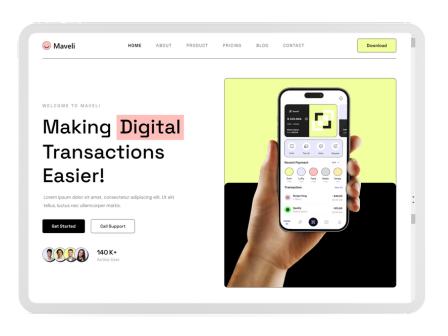 Maveli
HOME ABOUT PRODUCT PRICING BLOG CONTACT
Download
WELCOME TO MAVELI
Making Digital
Transactions
Easier!
Lorem ipsum dolor sit amet, consectetur adipiscing elit. Ut elit
tellus, luctus nec ullamcorper mattis.
Get Started
Call Support
140 K+
Active User
Recent Payment
Transaction